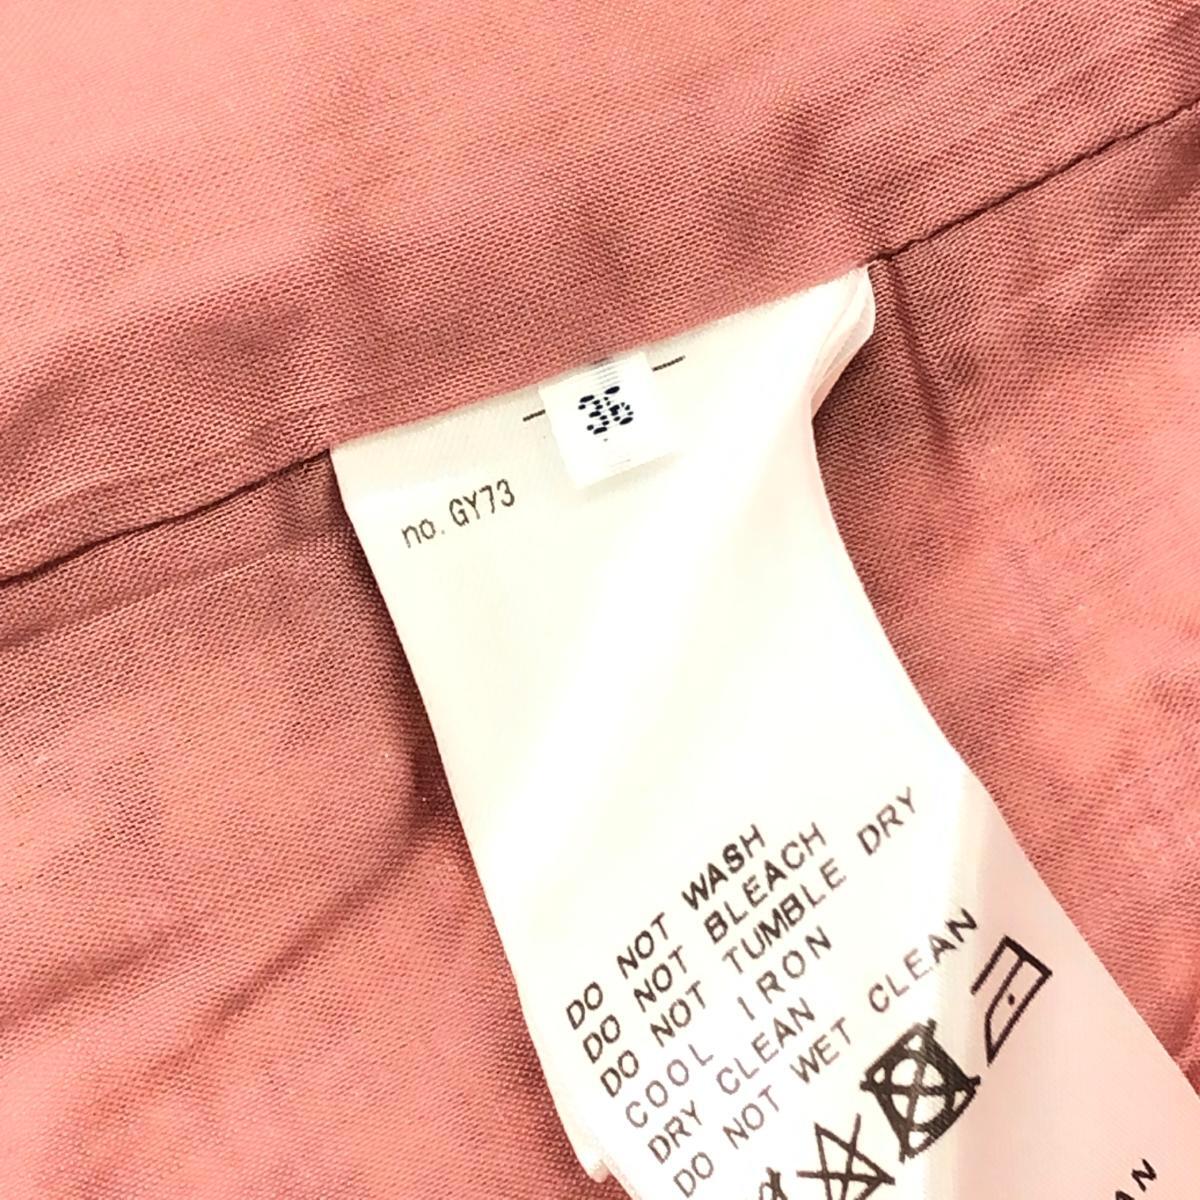 36
no. GY73
DO NOT WASH
DO NOT BLEACH
DO NOT TUMBLE DRY
COOL IRON
DRY CLEAN
DO NOT WET CLEAN